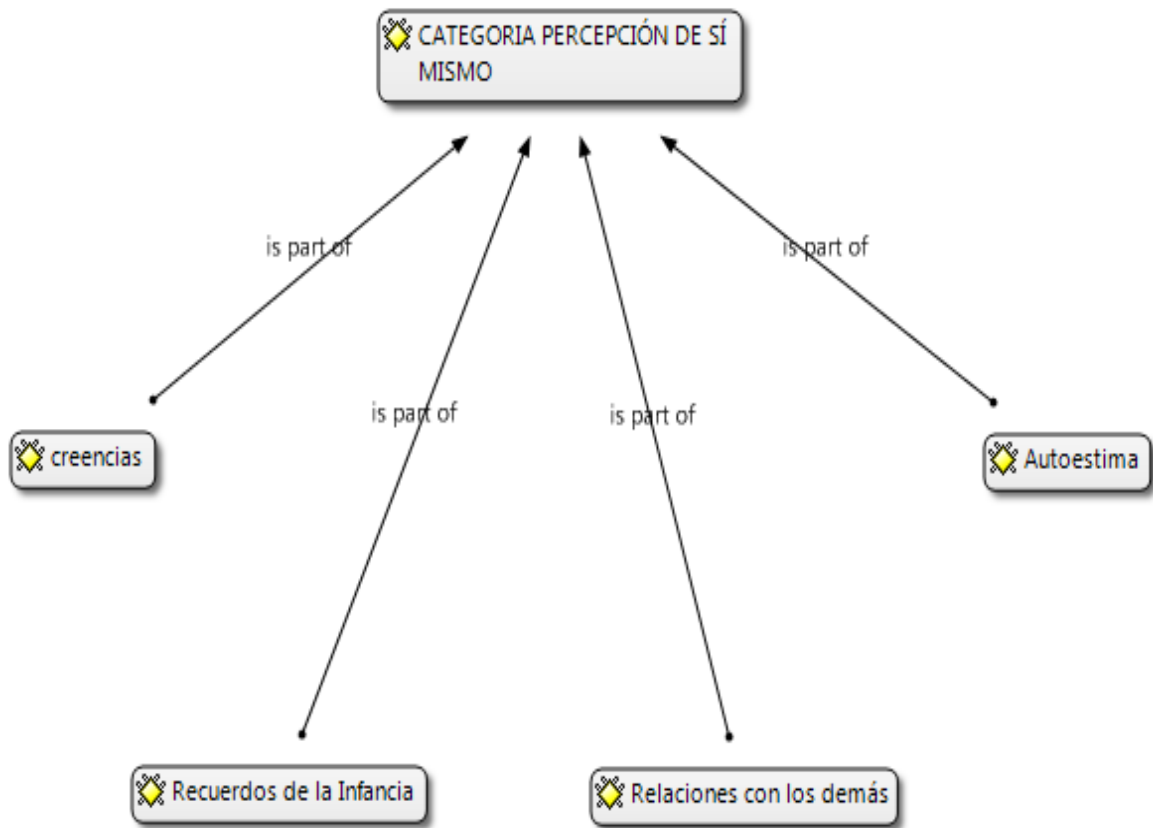 CATEGORIA PERCEPCIÓN DE SÍ
MISMO
is part of
is part of
is part of
is part of
creencias
Autoestima
Recuerdos de la Infancia
Relaciones con los demás